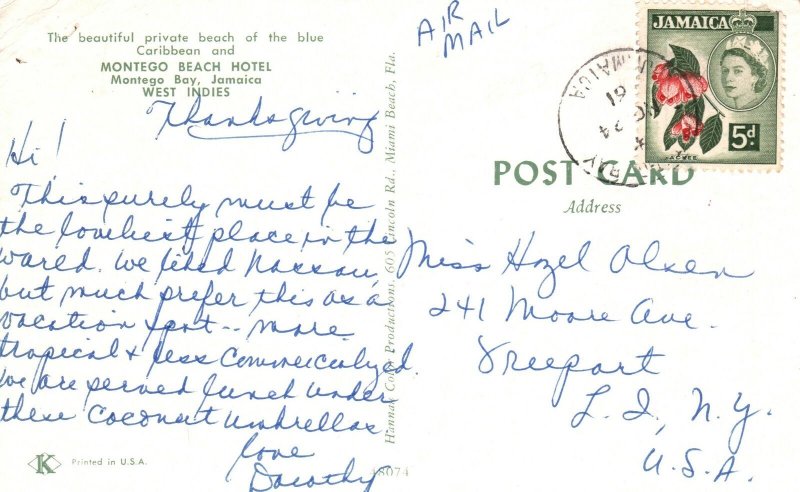 The beautiful private beach of the blue
Caribbean and
MONTEGO BEACH HOTEL
Montego Bay, Jamaica
WEST INDIES
Thanksgiving
Hi!
This surely must be
the loveliest place in the
world. We liked Nassau,
but much prefer this as a
vacation spot -- more
tropical & less commercialized.
We are served lunch under
these coconut umbrellas
Love
Dorothy
Printed in U.S.A.
K
Hannau Color Productions, 605 Lincoln Rd., Miami Beach, Fla.
48074
AIR
MAIL
JAMAICA
5d
ACKEE
JAMAICA
61
24
POST CARD
Address
Miss Hazel Olsen
241 Moore Ave.
Freeport
L. I., N.Y.
U.S.A.